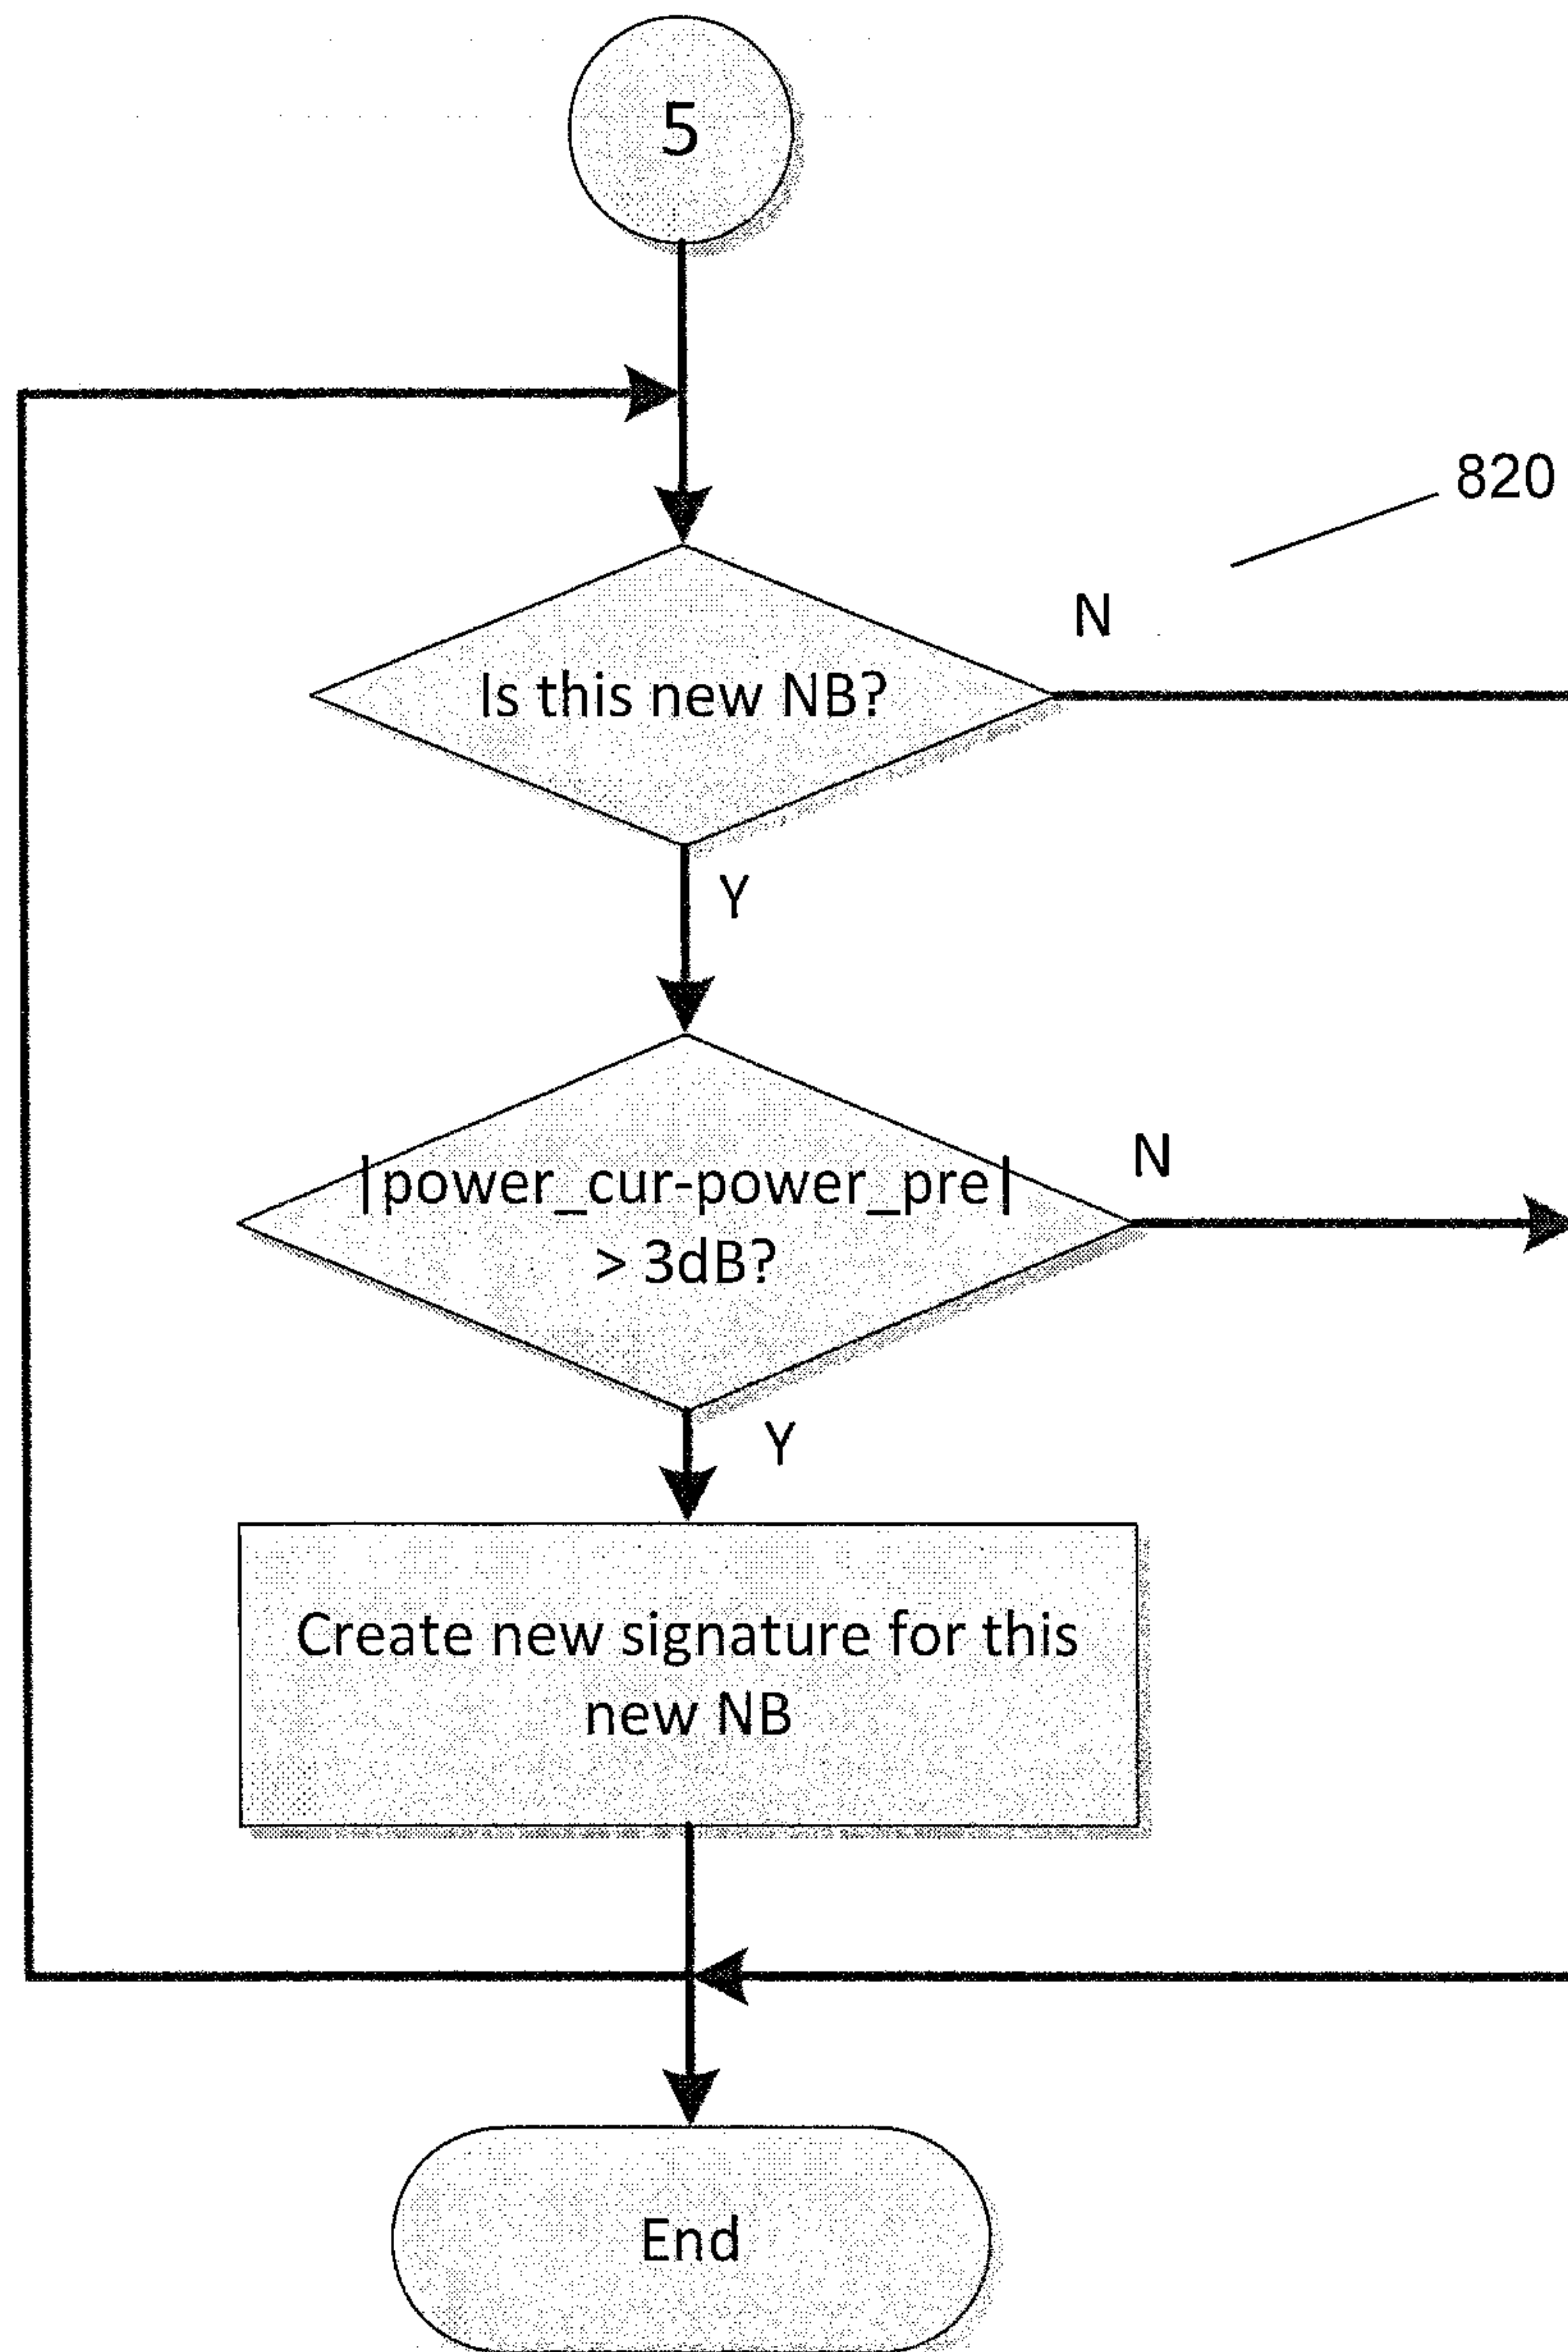 5
820
N
Is this new NB?
Y
N
|power_cur-power_pre|
> 3dB?
Y
Create new signature for this
new NB
End